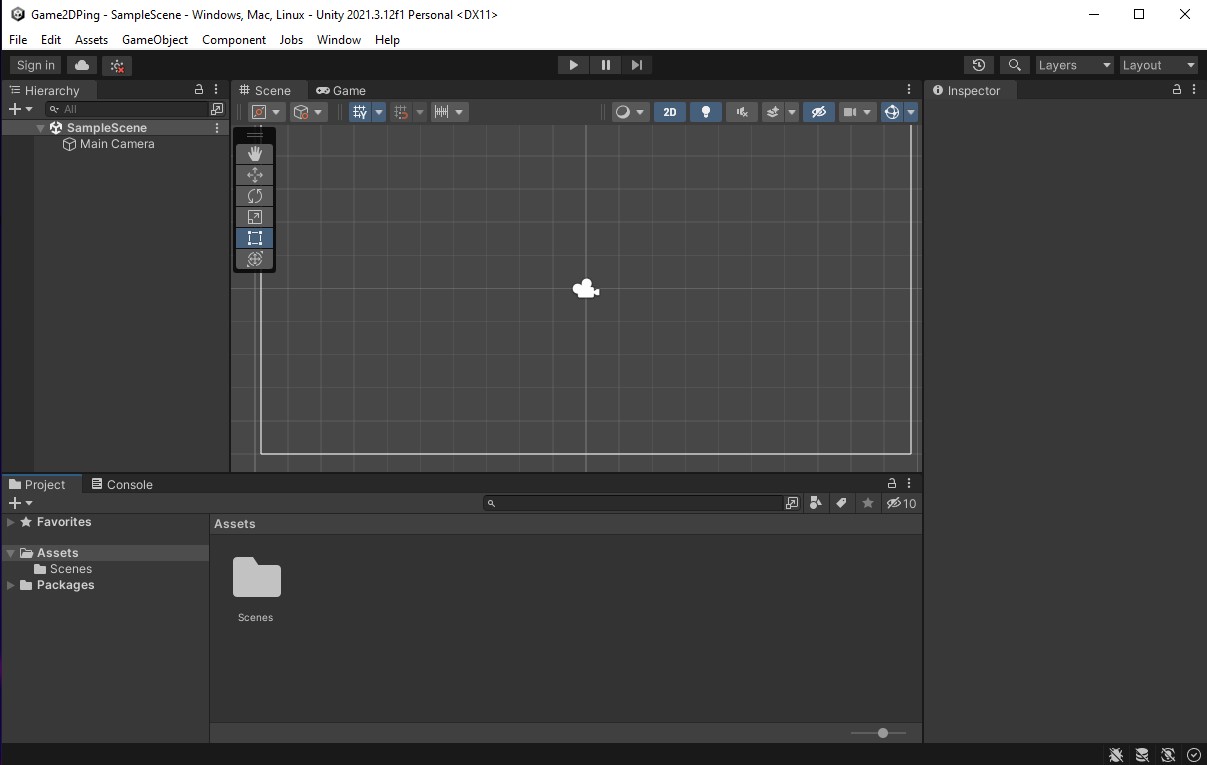 Game2DPing - SampleScene - Windows, Mac, Linux - Unity 2021.3.12f1 Personal <DX11>
File Edit Assets GameObject Component Jobs Window Help
Sign in
Layers
Layout
Hierarchy
All
SampleScene
Main Camera
Scene
Game
2D
Inspector
Project
Console
10
Favorites
Assets
Scenes
Packages
Assets
Scenes